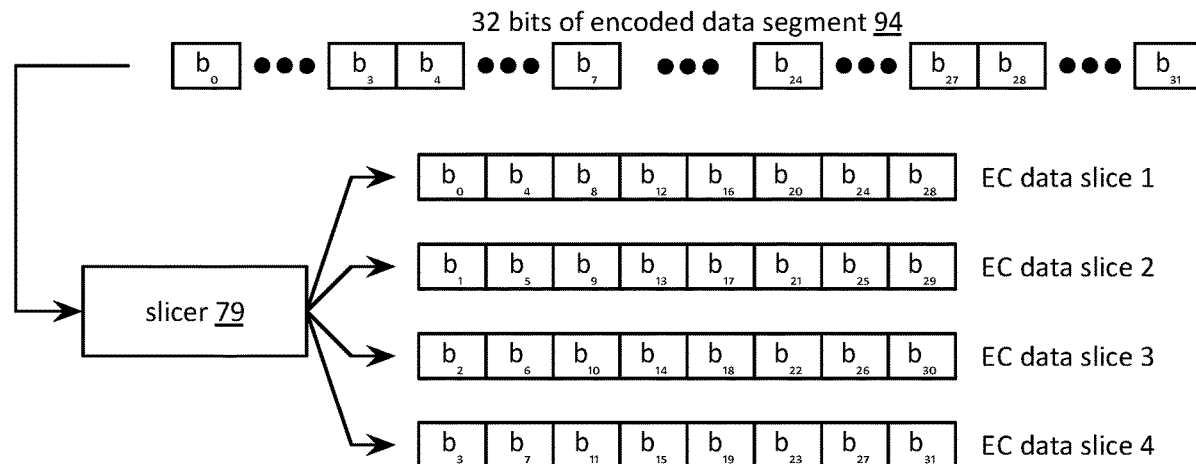 32 bits of encoded data segment 94
b0 ●●● b3 b4 ●●● b7 ●●● b24 ●●● b27 b28 ●●● b31
b0 b4 b8 b12 b16 b20 b24 b28 EC data slice 1
b1 b5 b9 b13 b17 b21 b25 b29 EC data slice 2
slicer 79
b2 b6 b10 b14 b18 b22 b26 b30 EC data slice 3
b3 b7 b11 b15 b19 b23 b27 b31 EC data slice 4